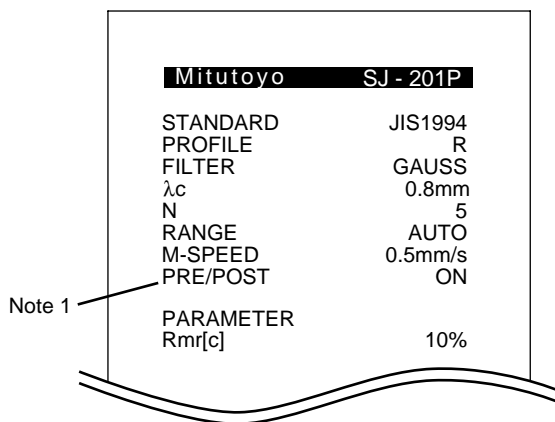 Mitutoyo SJ - 201P
STANDARD JIS1994
PROFILE R
FILTER GAUSS
λc 0.8mm
N 5
RANGE AUTO
M-SPEED 0.5mm/s
PRE/POST ON
Note 1
PARAMETER
Rmr[c] 10%